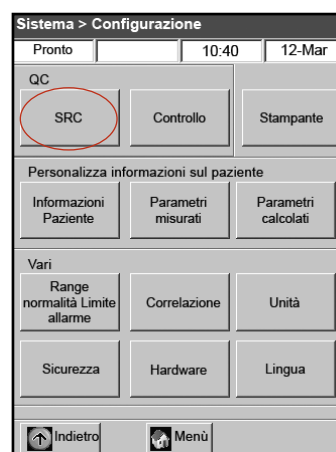 Sistema > Configurazione
Pronto 10:40 12-Mar
QC
SRC Controllo Stampante
Personalizza informazioni sul paziente
Informazioni Parametri Parametri
Paziente misurati calcolati
Vari
Range
normalità Limite Correlazione Unità
allarme
Sicurezza Hardware Lingua
Indietro Menù